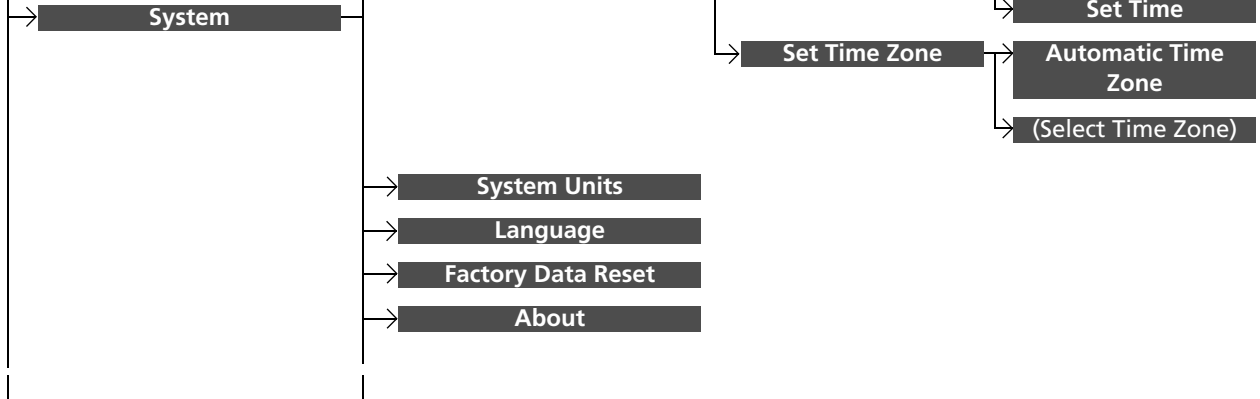 System
Set Time
Set Time Zone
Automatic Time
Zone
(Select Time Zone)
System Units
Language
Factory Data Reset
About